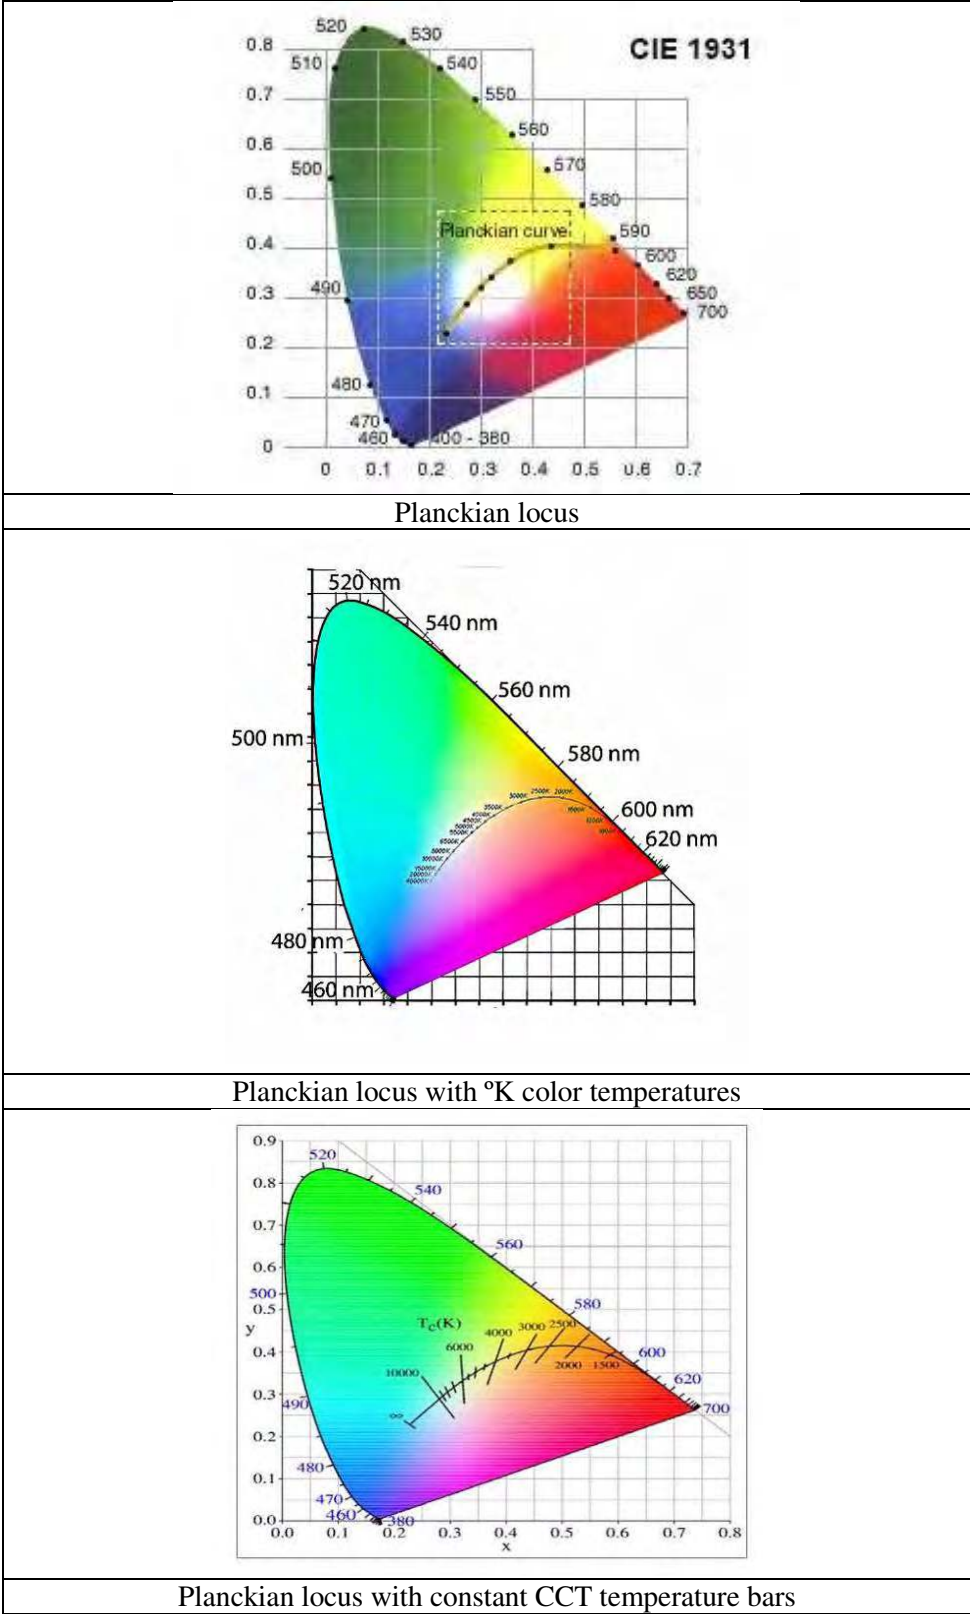 520
530
0.8
CIE 1931
510
540
0.7
550
0.6
560
500
570
0.5
580
Planckian curve
590
0.4
600
620
490
0.3
650
700
0.2
480
0.1
470
460
400 - 380
0
0 0.1 0.2 0.3 0.4 0.5 0.6 0.7
Planckian locus
520 nm
540 nm
560 nm
500 nm
580 nm
600 nm
620 nm
480 nm
460 nm
Planckian locus with ºK color temperatures
0.9
520
0.8
540
0.7
560
0.6
500
580
0.5
y
Tc(K)
4000 3000 2500
6000
0.4
600
2000 1500
10000
620
0.3
490
700
∞
0.2
480
0.1
470
460
380
0.0
0.0 0.1 0.2 0.3 0.4 0.5 0.6 0.7 0.8
x
Planckian locus with constant CCT temperature bars